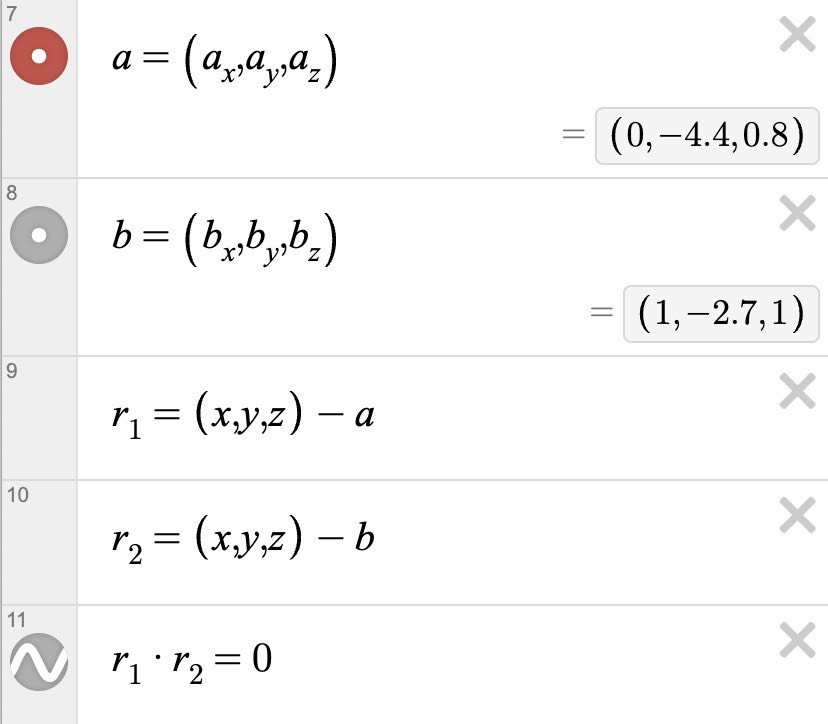 7
a = (a_x,a_y,a_z)
= (0,−4.4,0.8)
8
b = (b_x,b_y,b_z)
= (1,−2.7,1)
9
r_1 = (x,y,z) − a
10
r_2 = (x,y,z) − b
11
r_1 · r_2 = 0